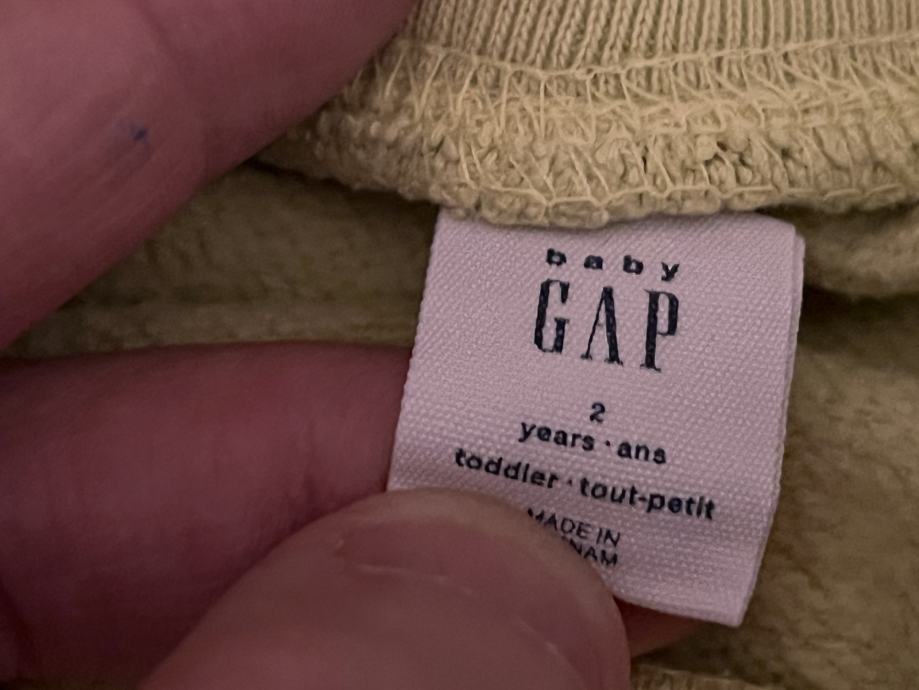 baby
GAP
2
years·ans
toddler·tout-petit
MADE IN